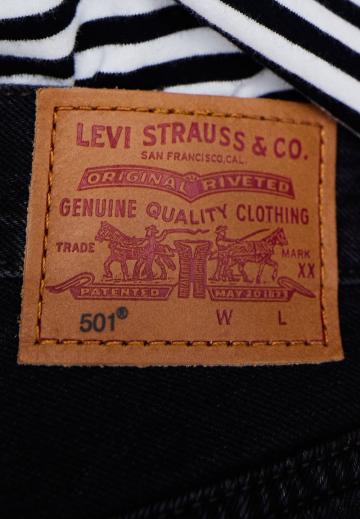 LEVI STRAUSS & CO.
SAN FRANCISCO, CAL.
ORIGINAL RIVETED
GENUINE QUALITY CLOTHING
TRADE MARK
XX
PATENTED MAY 20 1873
501® W L